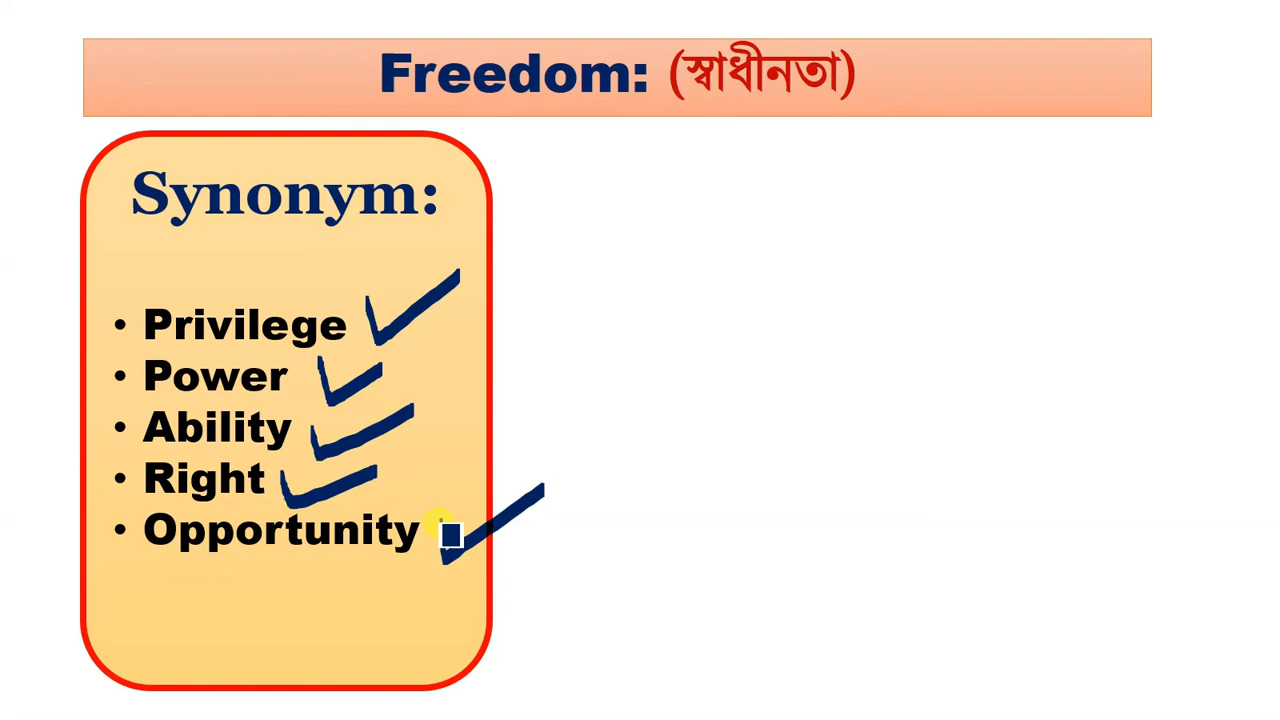 Freedom: (স্বাধীনতা)
Synonym:
• Privilege
• Power
• Ability
• Right
• Opportunity